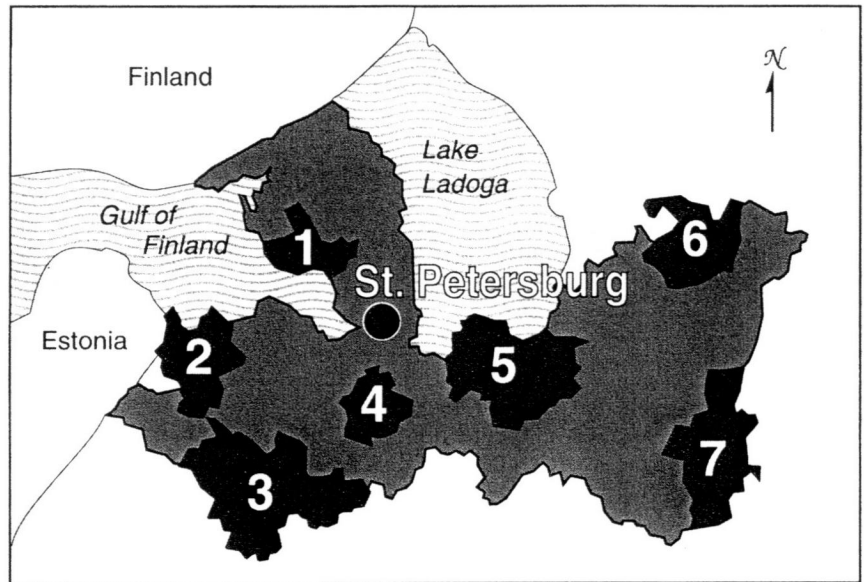 Finland
N
Lake
Ladoga
Gulf of
Finland
1
6
St. Petersburg
Estonia
2
5
4
3
7